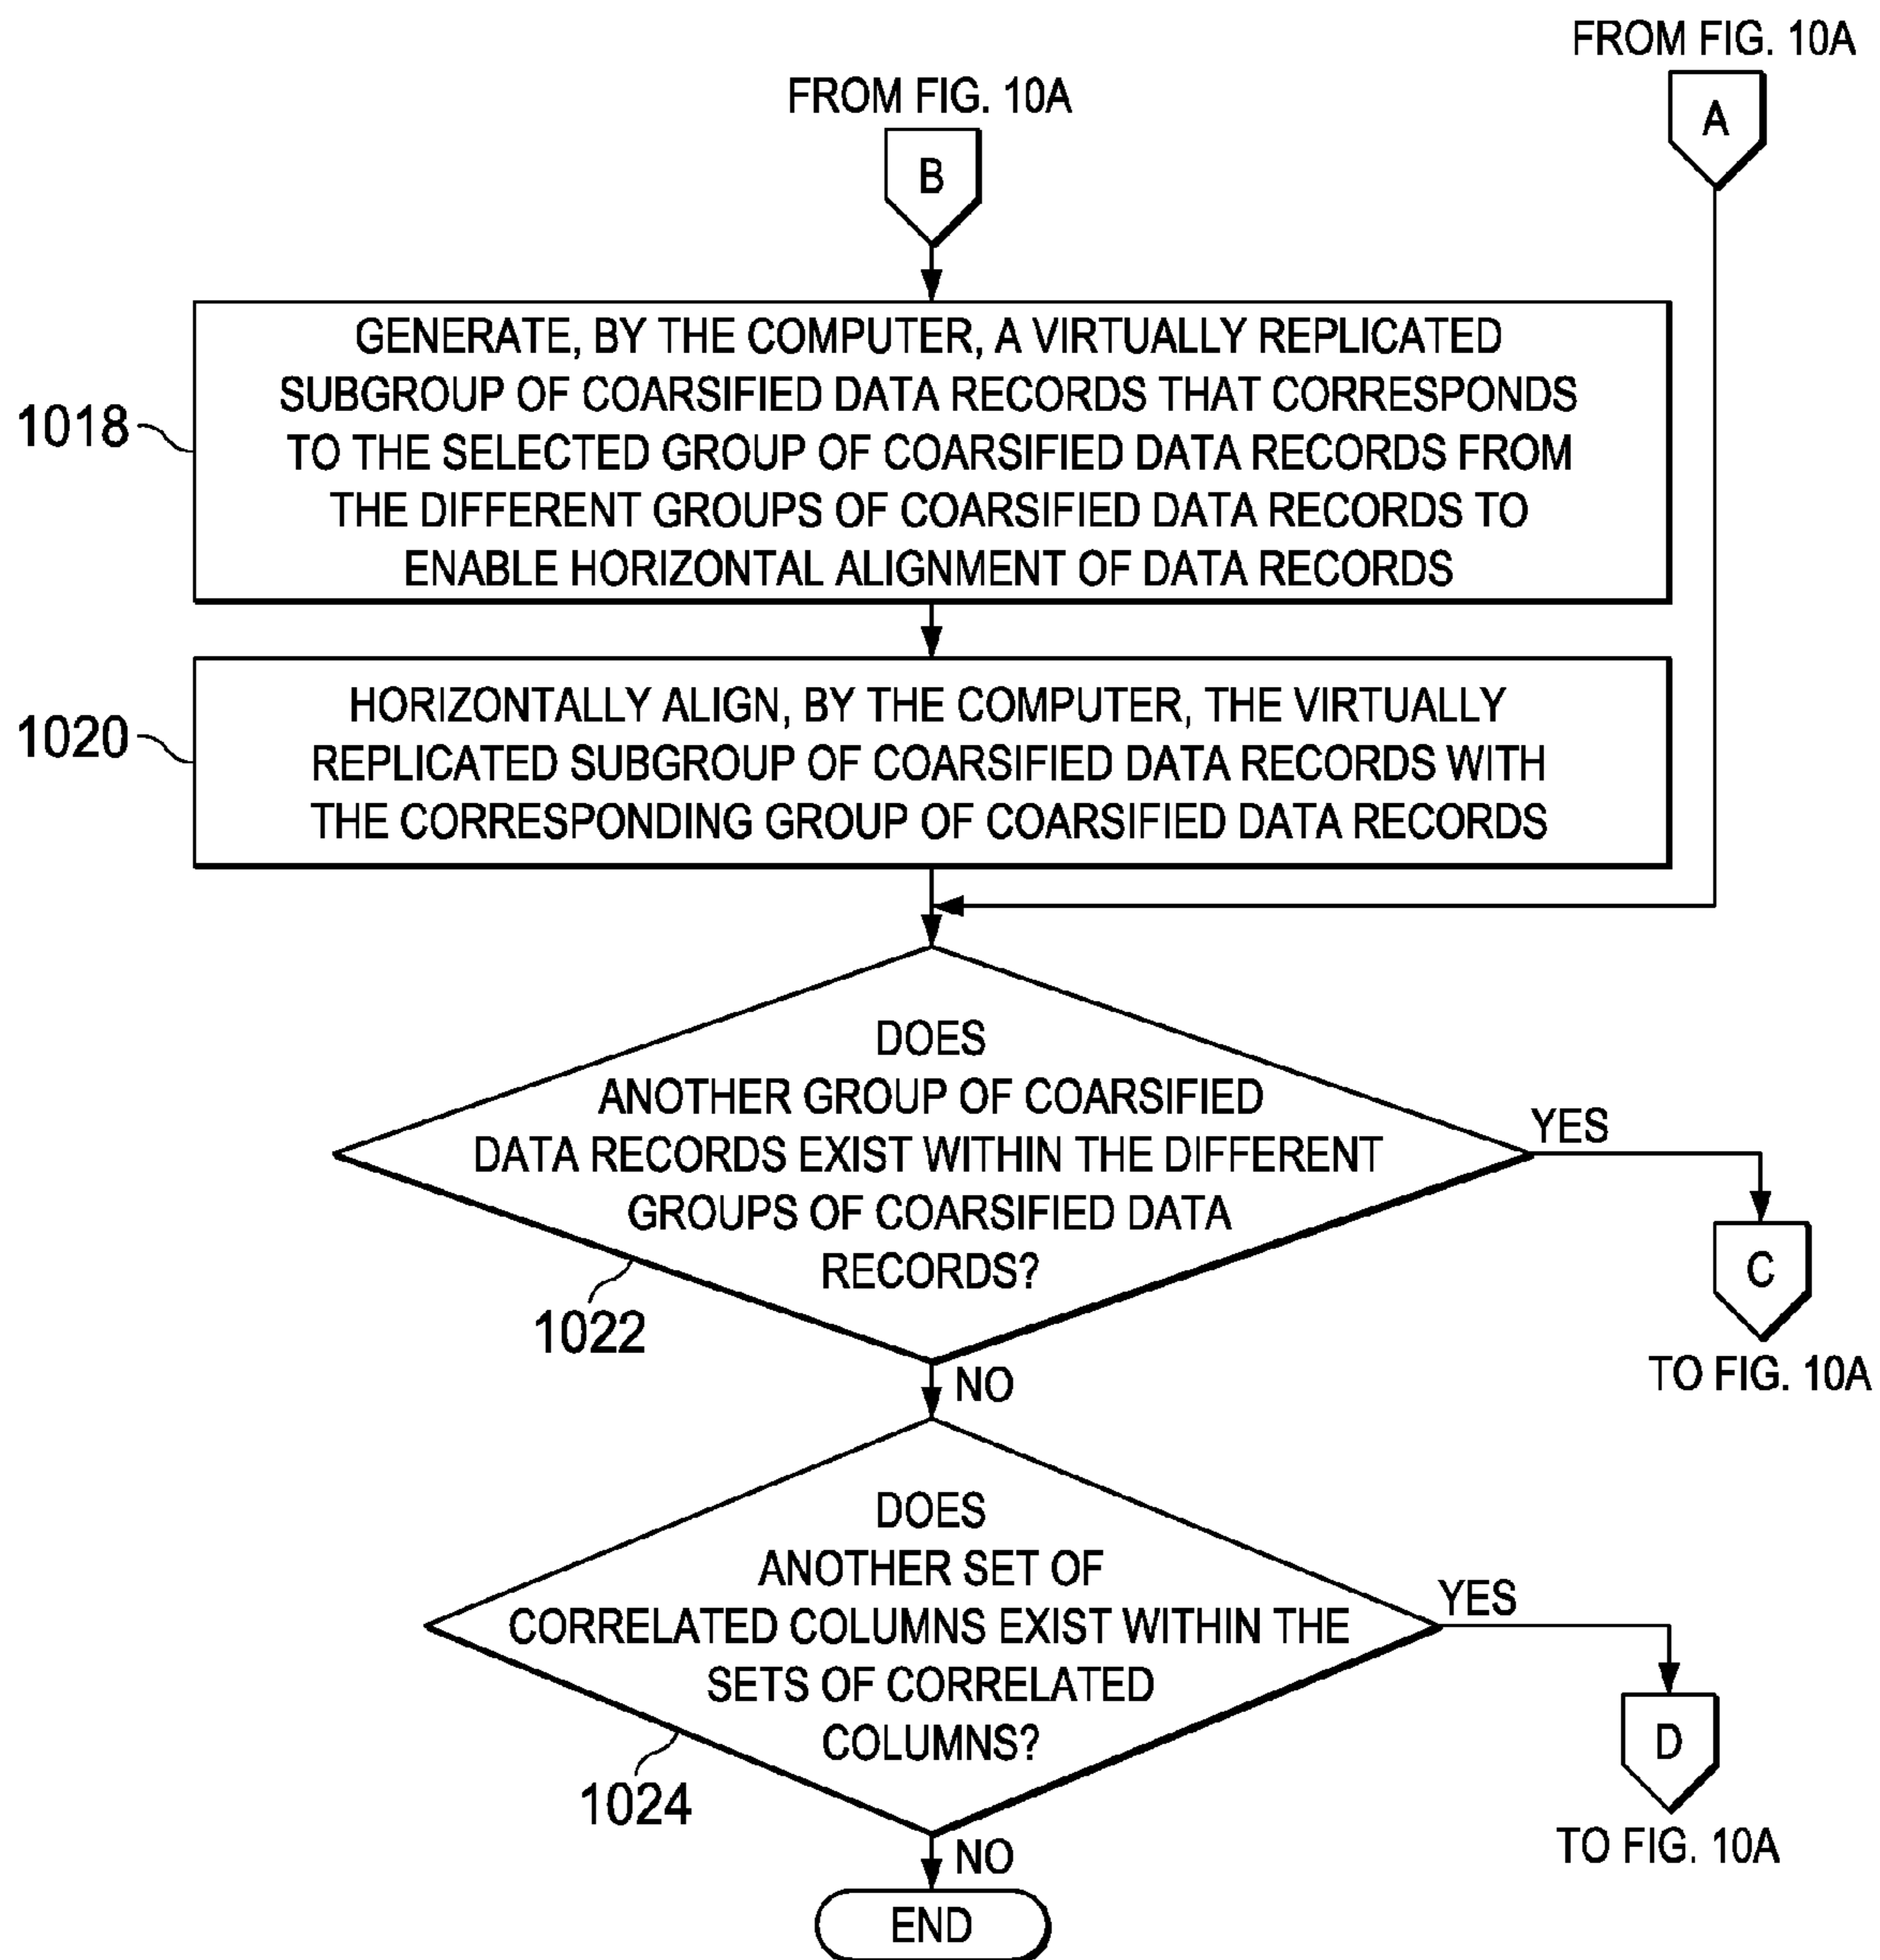 FROM FIG. 10A
A
FROM FIG. 10A
B
1018
GENERATE, BY THE COMPUTER, A VIRTUALLY REPLICATED
SUBGROUP OF COARSIFIED DATA RECORDS THAT CORRESPONDS
TO THE SELECTED GROUP OF COARSIFIED DATA RECORDS FROM
THE DIFFERENT GROUPS OF COARSIFIED DATA RECORDS TO
ENABLE HORIZONTAL ALIGNMENT OF DATA RECORDS
1020
HORIZONTALLY ALIGN, BY THE COMPUTER, THE VIRTUALLY
REPLICATED SUBGROUP OF COARSIFIED DATA RECORDS WITH
THE CORRESPONDING GROUP OF COARSIFIED DATA RECORDS
DOES
ANOTHER GROUP OF COARSIFIED
DATA RECORDS EXIST WITHIN THE DIFFERENT
GROUPS OF COARSIFIED DATA
RECORDS?
1022
YES
C
TO FIG. 10A
NO
DOES
ANOTHER SET OF
CORRELATED COLUMNS EXIST WITHIN THE
SETS OF CORRELATED
COLUMNS?
1024
YES
D
TO FIG. 10A
NO
END